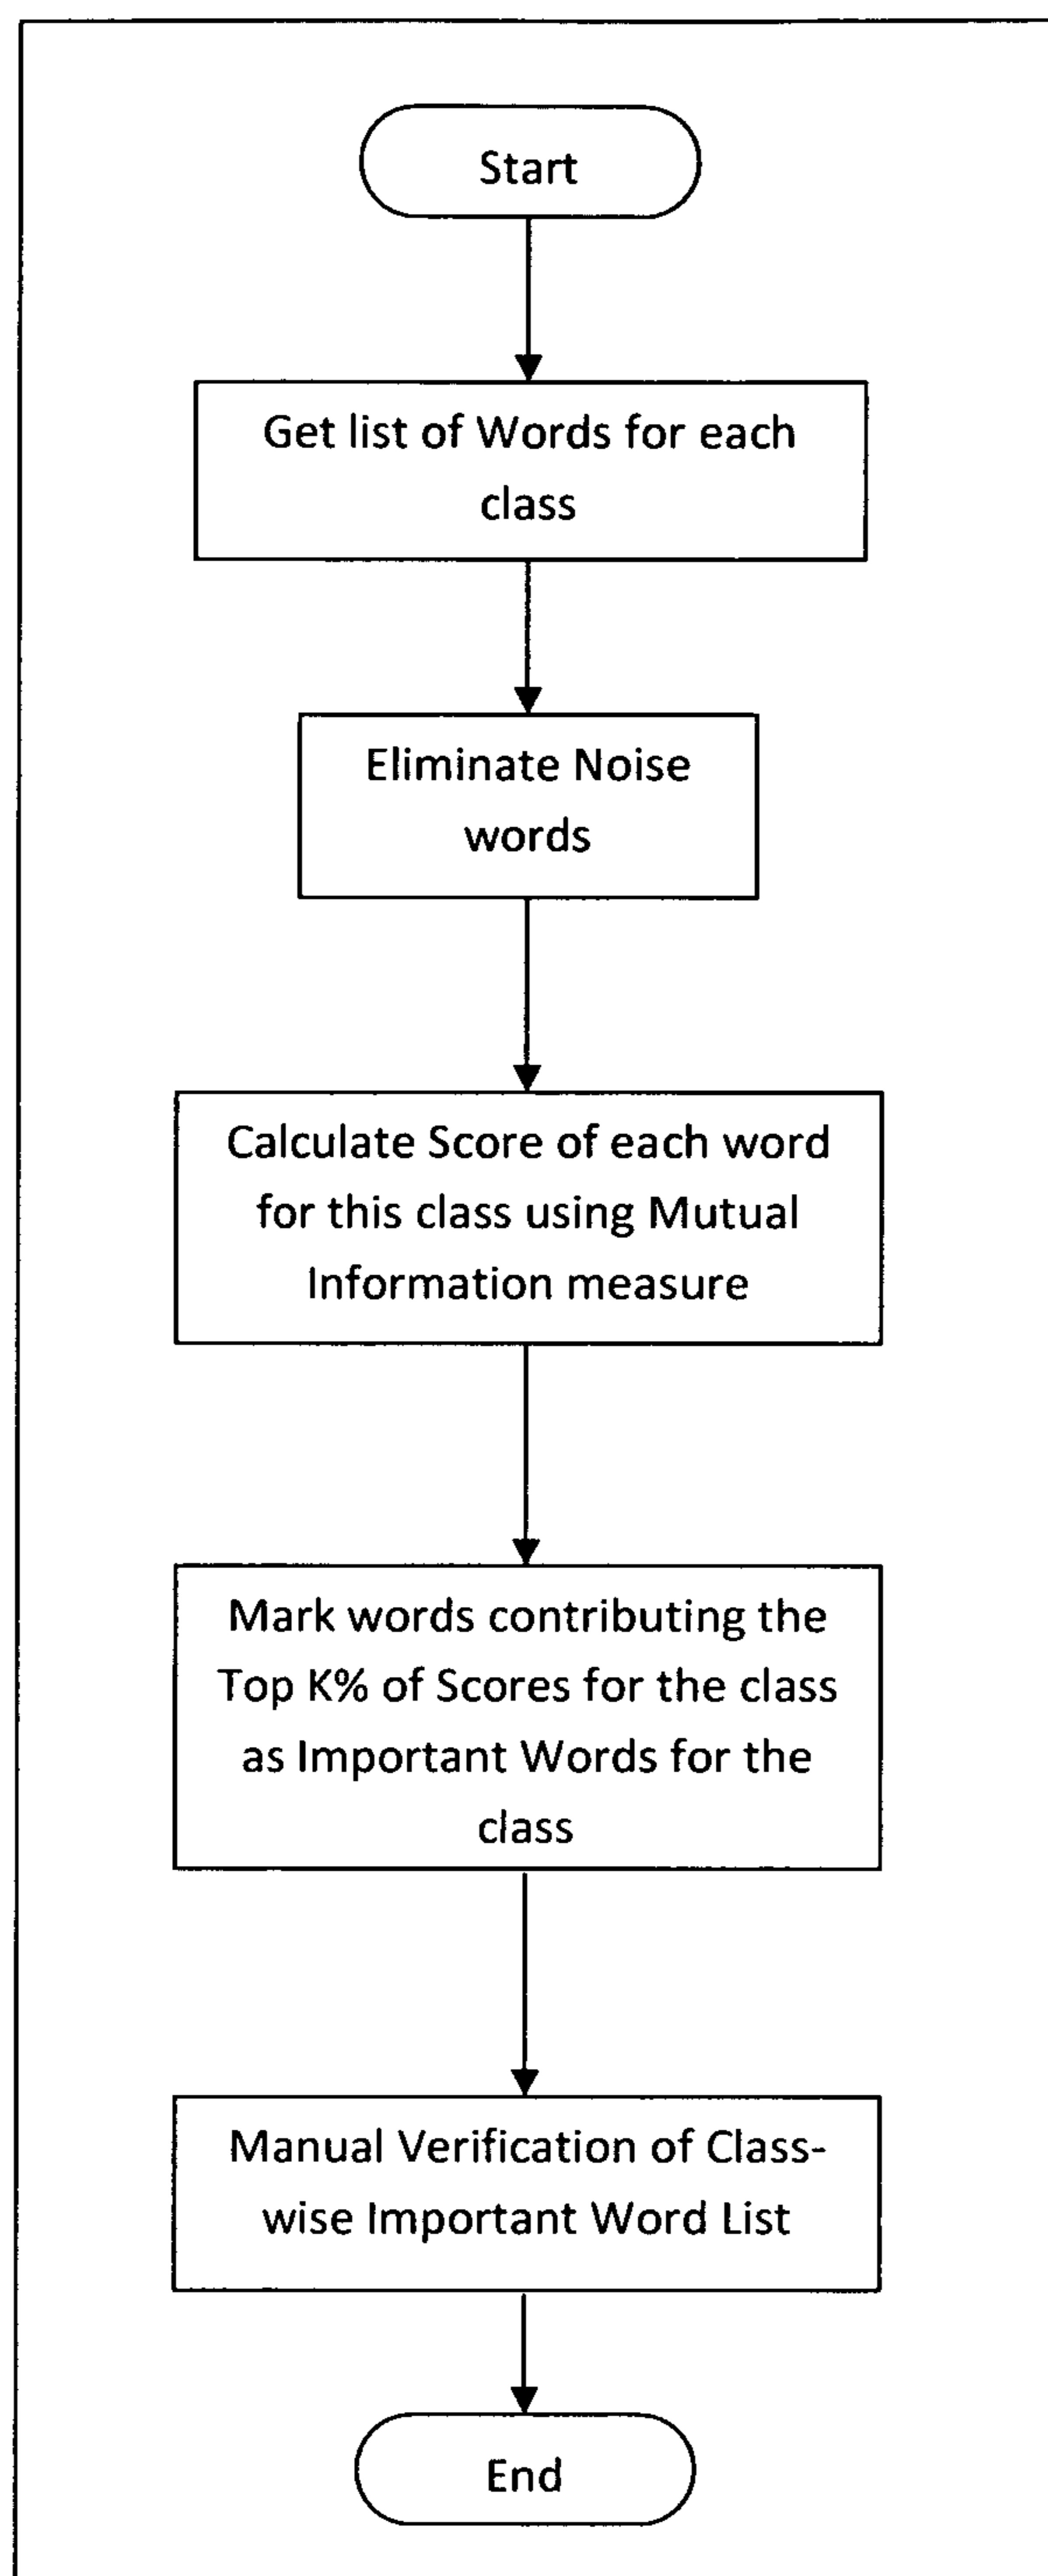 Start
Get list of Words for each
class
Eliminate Noise
words
Calculate Score of each word
for this class using Mutual
Information measure
Mark words contributing the
Top K% of Scores for the class
as Important Words for the
class
Manual Verification of Class-
wise Important Word List
End